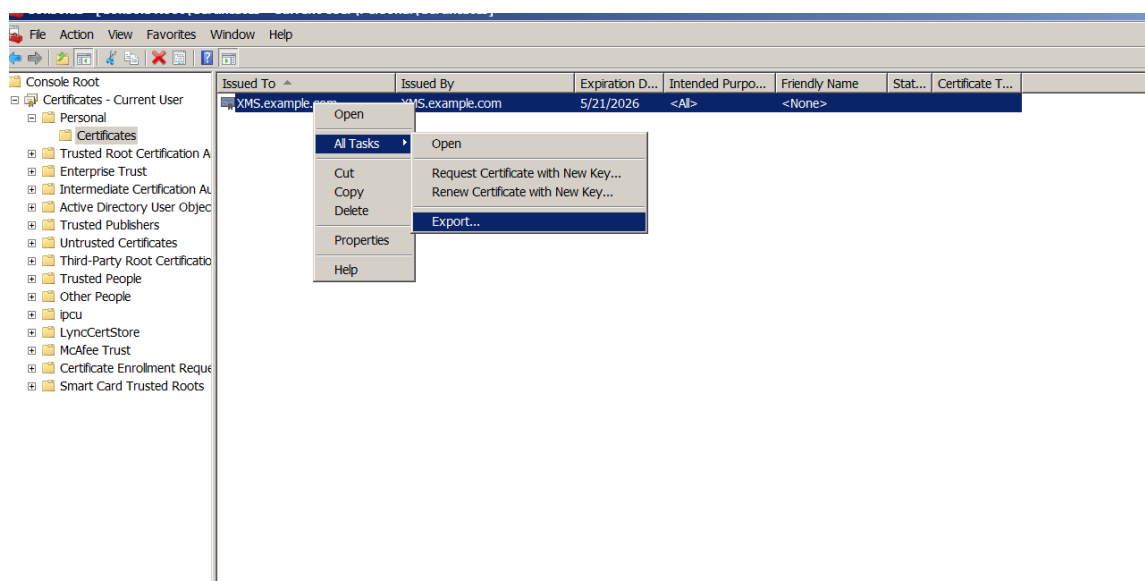 File Action View Favorites Window Help
Console Root
Certificates - Current User
Personal
Certificates
Trusted Root Certification A
Enterprise Trust
Intermediate Certification Au
Active Directory User Objec
Trusted Publishers
Untrusted Certificates
Third-Party Root Certificatio
Trusted People
Other People
ipcu
LyncCertStore
McAfee Trust
Certificate Enrollment Reque
Smart Card Trusted Roots
Issued To Issued By Expiration D... Intended Purpo... Friendly Name Stat... Certificate T...
XMS.example.com XMS.example.com 5/21/2026 <All> <None>
Open
All Tasks
Cut
Copy
Delete
Properties
Help
Open
Request Certificate with New Key...
Renew Certificate with New Key...
Export...